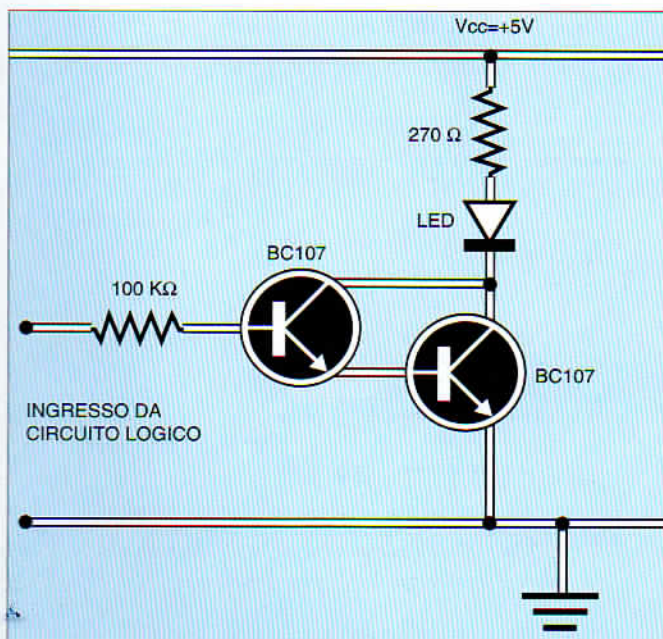 Vcc=+5V
270 Ω
LED
BC107
100 KΩ
BC107
INGRESSO DA
CIRCUITO LOGICO